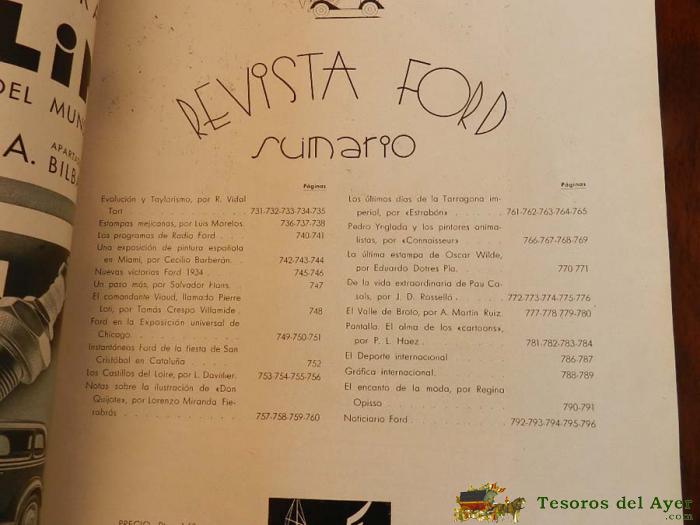 LiN
DEL MUN
APARTA
A. BILBA
REVISTA FORD
sumario
Páginas
Evolución y Taylorismo, por R. Vidal
Tort 731-732-733-734-735
Estampas mejicanas, por Luis Morelos. 736-737-738
Los programas de Radio Ford . . . 740-741
Una exposición de pintura española
en Miami, por Cecilio Barberán. . 742-743-744
Nuevas victorias Ford 1934 . . . . 745-746
Un paso más, por Salvador Hans. . . 747
El comandante Viaud, llamado Pierre
Loti, por Tomás Crespo Villamide . 748
Ford en la Exposición universal de
Chicago. . . . . . . . 749-750-751
Instantáneas Ford de la fiesta de San
Cristóbal en Cataluña . . . . 752
Los Castillos del Loire, por L. Davillier. 753-754-755-756
Notas sobre la ilustración de «Don
Quijote», por Lorenzo Miranda Fie-
rabrás . . . . . . 757-758-759-760
Páginas
Los últimos días de la Tarragona im-
perial, por «Estrabón» . . . . 761-762-763-764-765
Pedro Ynglada y los pintores anima-
listas, por «Connaisseur» . . . 766-767-768-769
La última estampa de Oscar Wilde,
por Eduardo Dotres Pla. . . . 770 771
De la vida extraordinaria de Pau Ca-
sals, por J. D. Rosselló . . . 772-773-774-775-776
El Valle de Broto, por A. Martín Ruiz. 777-778 779-780
Pantalla. El alma de los «cartoons»,
por P. L. Haez. . . . . . 781-782-783-784
El Deporte internacional . . . . 786-787
Gráfica internacional. . . . . 788-789
El encanto de la moda, por Regina
Opisso . . . . . . . 790-791
Noticiario Ford. . . . . . 792-793-794-795-796
Tesoros del Ayer
.com